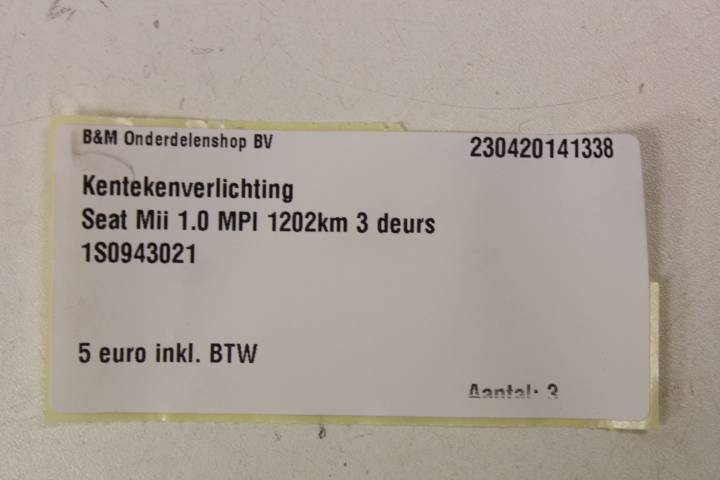 B&M Onderdelenshop BV
230420141338
Kentekenverlichting
Seat Mii 1.0 MPI 1202km 3 deurs
1S0943021
5 euro inkl. BTW
Aantal: 3